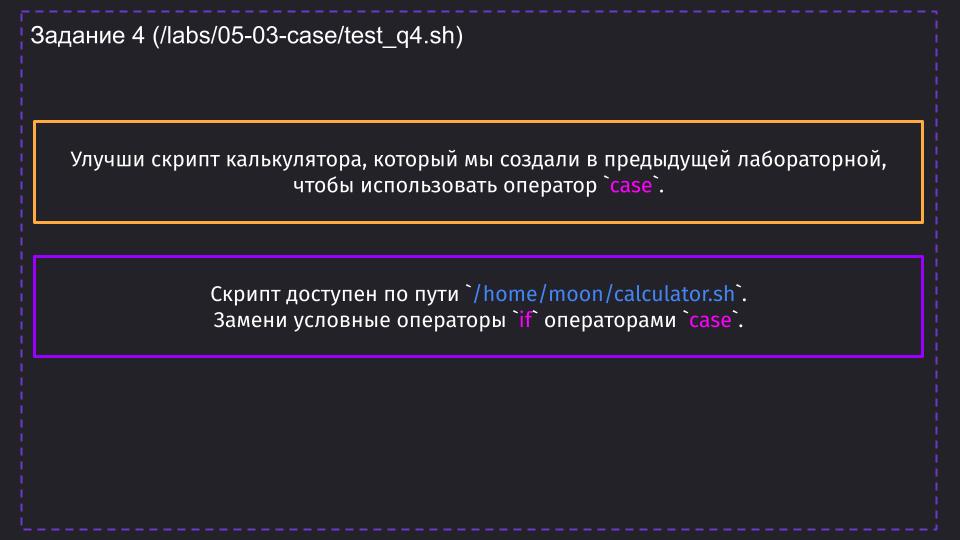 Задание 4 (/labs/05-03-case/test_q4.sh)
Улучши скрипт калькулятора, который мы создали в предыдущей лабораторной,
чтобы использовать оператор `case`.
Скрипт доступен по пути `/home/moon/calculator.sh`.
Замени условные операторы `if` операторами `case`.